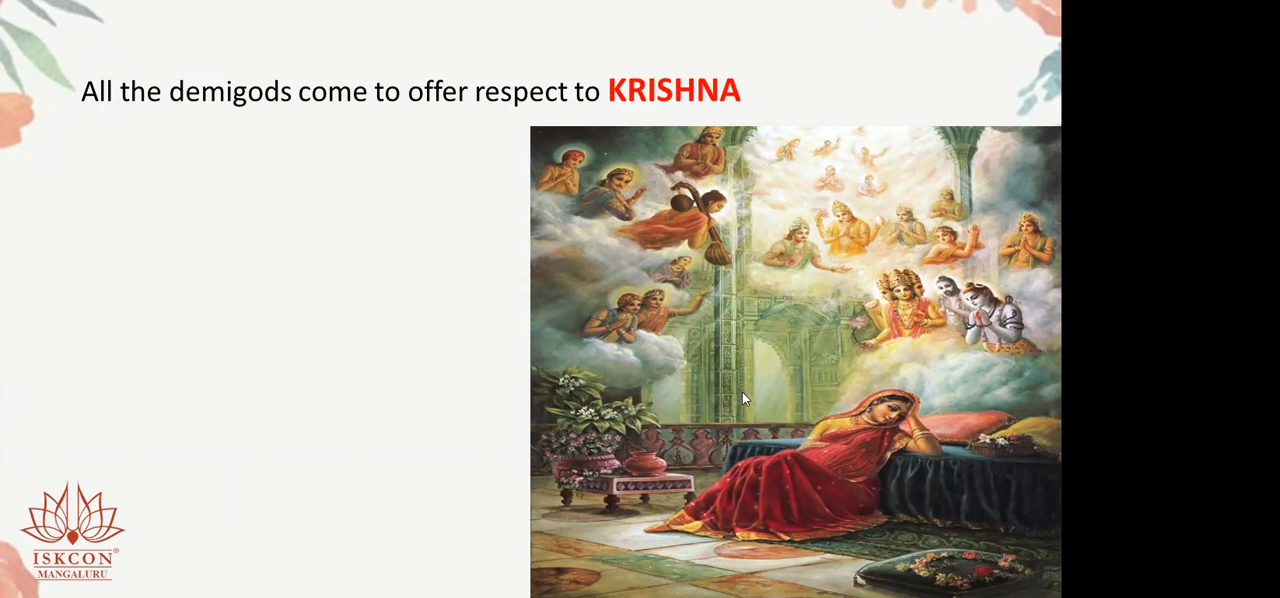 All the demigods come to offer respect to KRISHNA
ISKCON®
MANGALURU